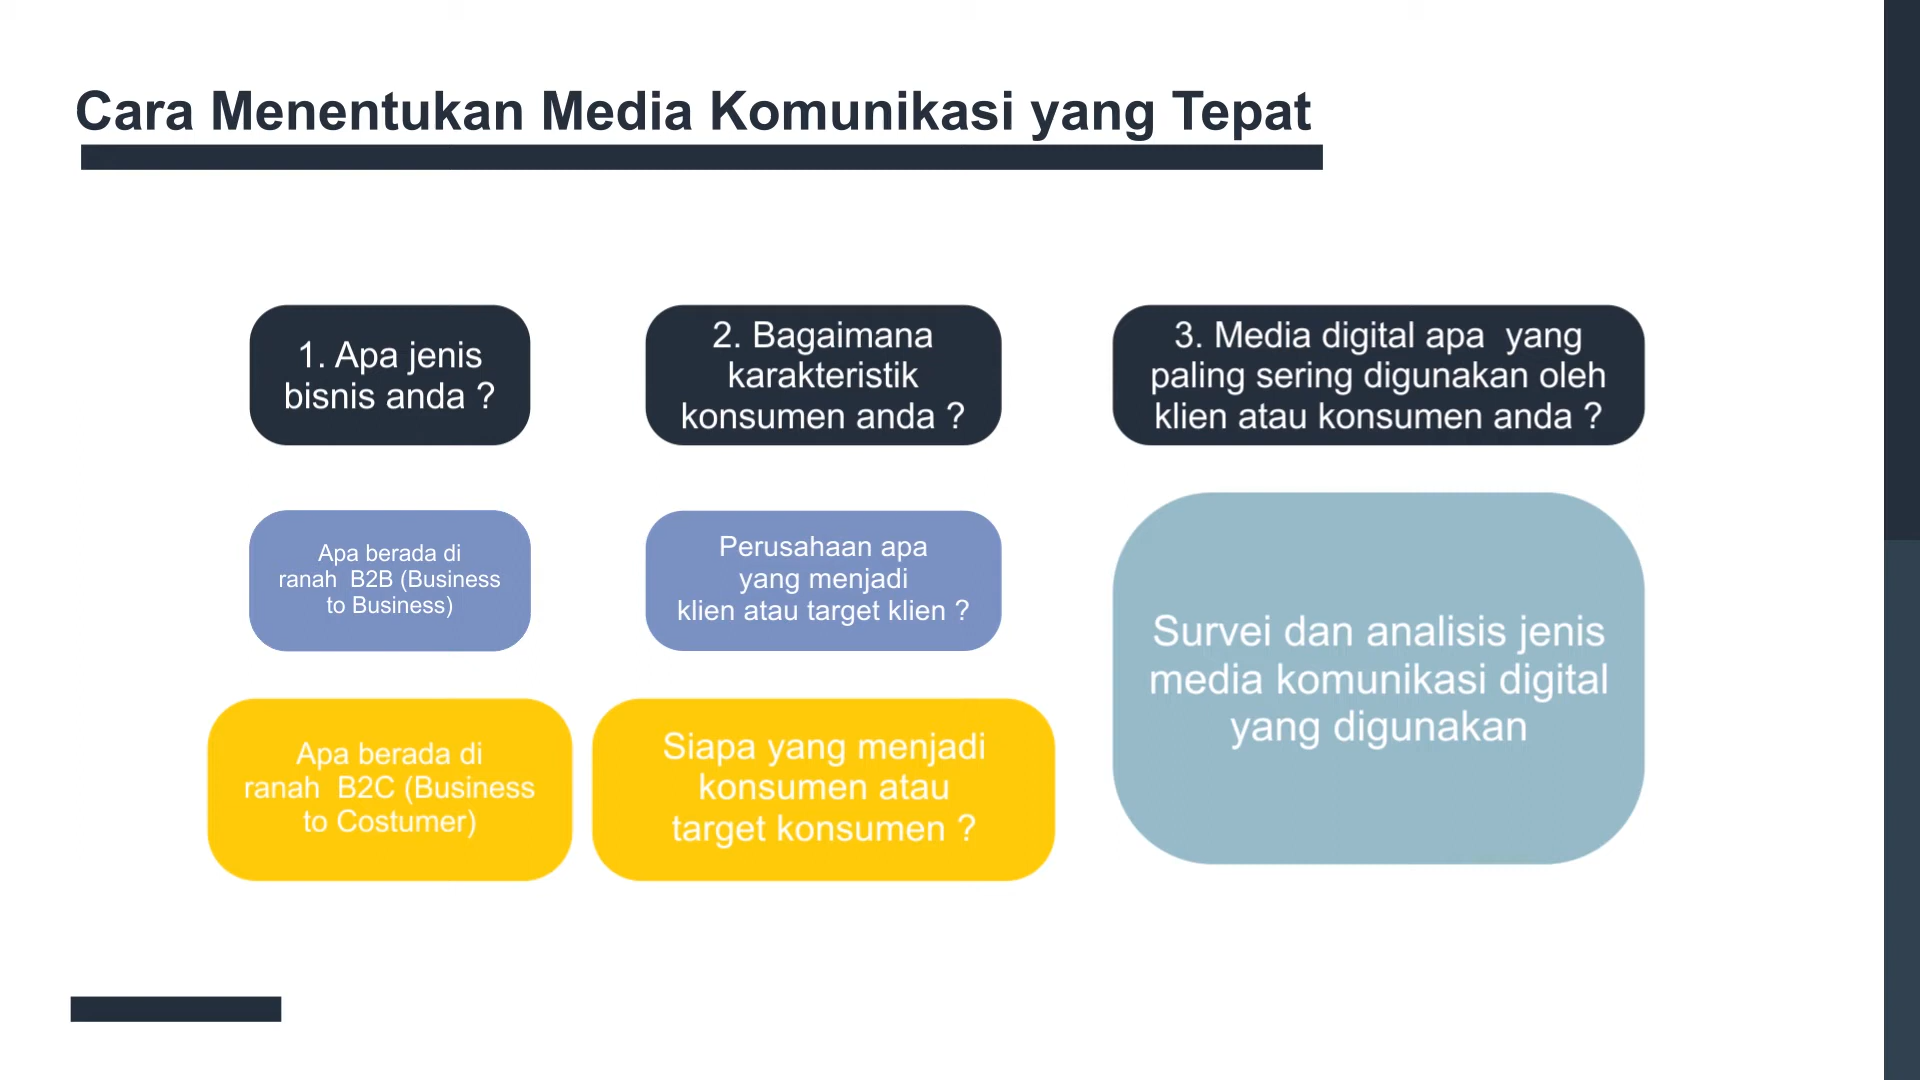 Cara Menentukan Media Komunikasi yang Tepat
1. Apa jenis
bisnis anda ?
2. Bagaimana
karakteristik
konsumen anda ?
3. Media digital apa  yang
paling sering digunakan oleh
klien atau konsumen anda ?
Apa berada di
ranah  B2B (Business
to Business)
Perusahaan apa
yang menjadi
klien atau target klien ?
Survei dan analisis jenis
media komunikasi digital
yang digunakan
Apa berada di
ranah  B2C (Business
to Costumer)
Siapa yang menjadi
konsumen atau
target konsumen ?